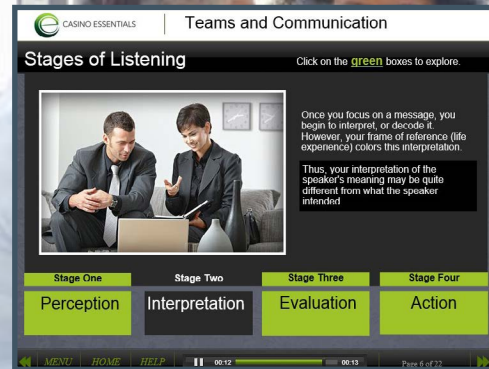 CASINO ESSENTIALS
Teams and Communication
Stages of Listening
Click on the green boxes to explore.
Once you focus on a message, you
begin to interpret, or decode it.
However, your frame of reference (life
experience) colors this interpretation.
Thus, your interpretation of the
speaker's meaning may be quite
different from what the speaker
intended
Stage One
Stage Two
Stage Three
Stage Four
Perception
Interpretation
Evaluation
Action
MENU HOME HELP 00:12 00:13 Page 6 of 22